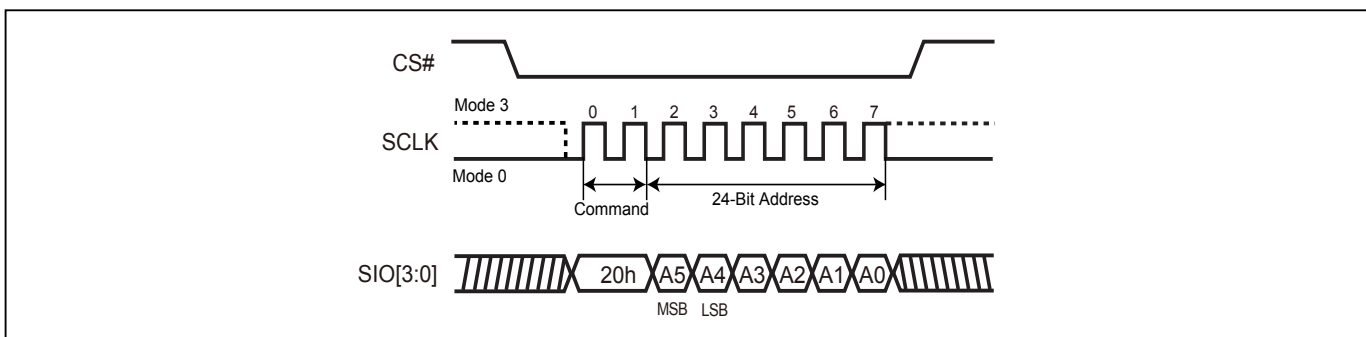 CS#
Mode 3
0 1 2 3 4 5 6 7
SCLK
Mode 0
Command
24-Bit Address
SIO[3:0]
20h A5 A4 A3 A2 A1 A0
MSB LSB